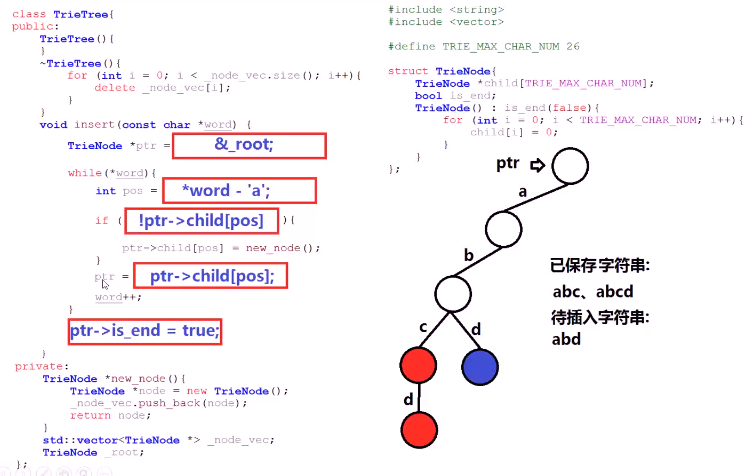 class TrieTree{
public:
TrieTree(){
}
~TrieTree(){
for (int i = 0; i < _node_vec.size(); i++){
delete _node_vec[i];
}
}
void insert(const char *word) {
TrieNode *ptr = &_root;
while(*word){
int pos = *word - 'a';
if ( !ptr->child[pos] ){
ptr->child[pos] = new_node();
}
ptr = ptr->child[pos];
word++;
}
ptr->is_end = true;
}
private:
TrieNode *new_node(){
TrieNode *node = new TrieNode();
_node_vec.push_back(node);
return node;
}
std::vector<TrieNode *> _node_vec;
TrieNode _root;
};
#include <string>
#include <vector>
#define TRIE_MAX_CHAR_NUM 26
struct TrieNode{
TrieNode *child[TRIE_MAX_CHAR_NUM];
bool is_end;
TrieNode() : is_end(false){
for (int i = 0; i < TRIE_MAX_CHAR_NUM; i++){
child[i] = 0;
}
}
};
ptr
a
b
c d
d
已保存字符串:
abc、abcd
待插入字符串:
abd